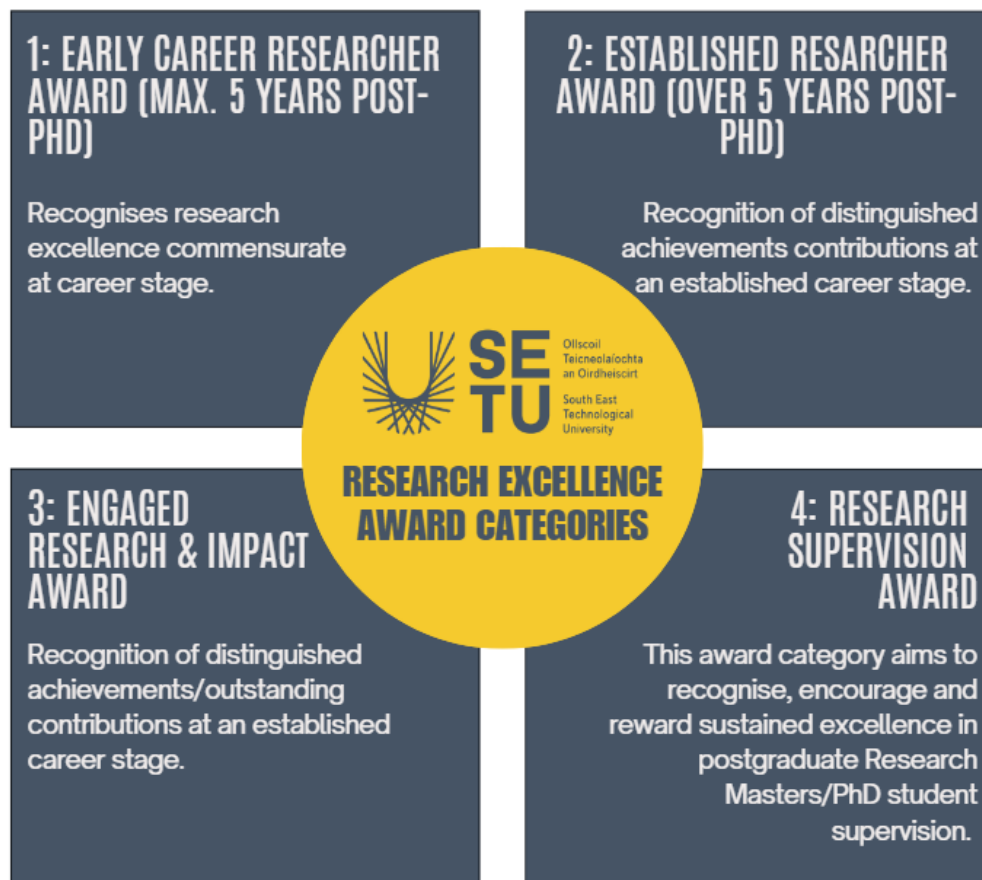 1: EARLY CAREER RESEARCHER
AWARD (MAX. 5 YEARS POST-
PHD)
Recognises research
excellence commensurate
at career stage.
2: ESTABLISHED RESARCHER
AWARD (OVER 5 YEARS POST-
PHD)
Recognition of distinguished
achievements contributions at
an established career stage.
SE
TU
Ollscoil
Teicneolaíochta
an Oirdheiscirt
South East
Technological
University
RESEARCH EXCELLENCE
AWARD CATEGORIES
3: ENGAGED
RESEARCH & IMPACT
AWARD
Recognition of distinguished
achievements/outstanding
contributions at an established
career stage.
4: RESEARCH
SUPERVISION
AWARD
This award category aims to
recognise, encourage and
reward sustained excellence in
postgraduate Research
Masters/PhD student
supervision.